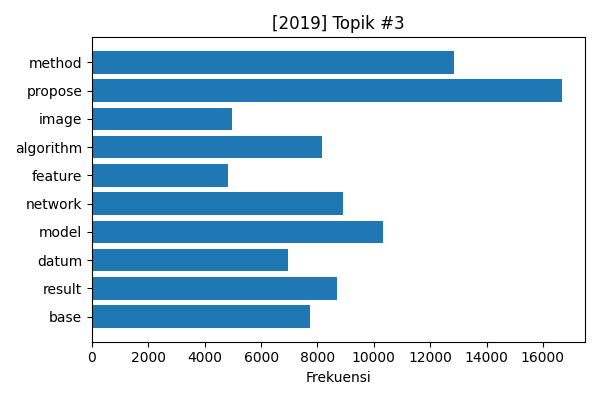 [2019] Topik #3
method
propose
image
algorithm
feature
network
model
datum
result
base
0 2000 4000 6000 8000 10000 12000 14000 16000
Frekuensi